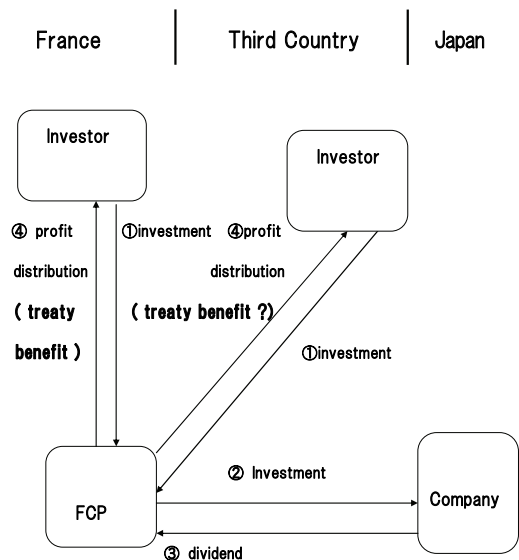 France
Third Country
Japan
Investor
Investor
④ profit
distribution
( treaty
benefit )
①investment
④profit
distribution
( treaty benefit ?)
①investment
② Investment
FCP
Company
③ dividend